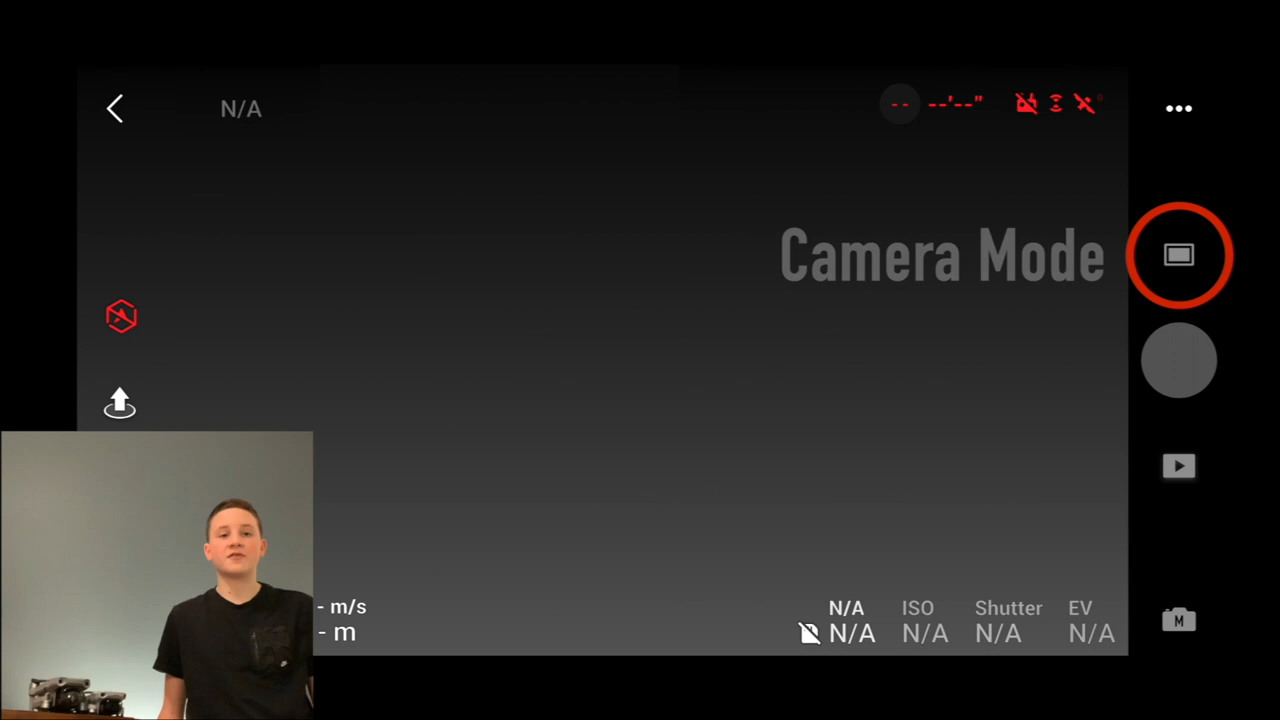 N/A
-- --'--"
Camera Mode
- m/s
- m
N/A ISO Shutter EV
N/A N/A N/A N/A
M